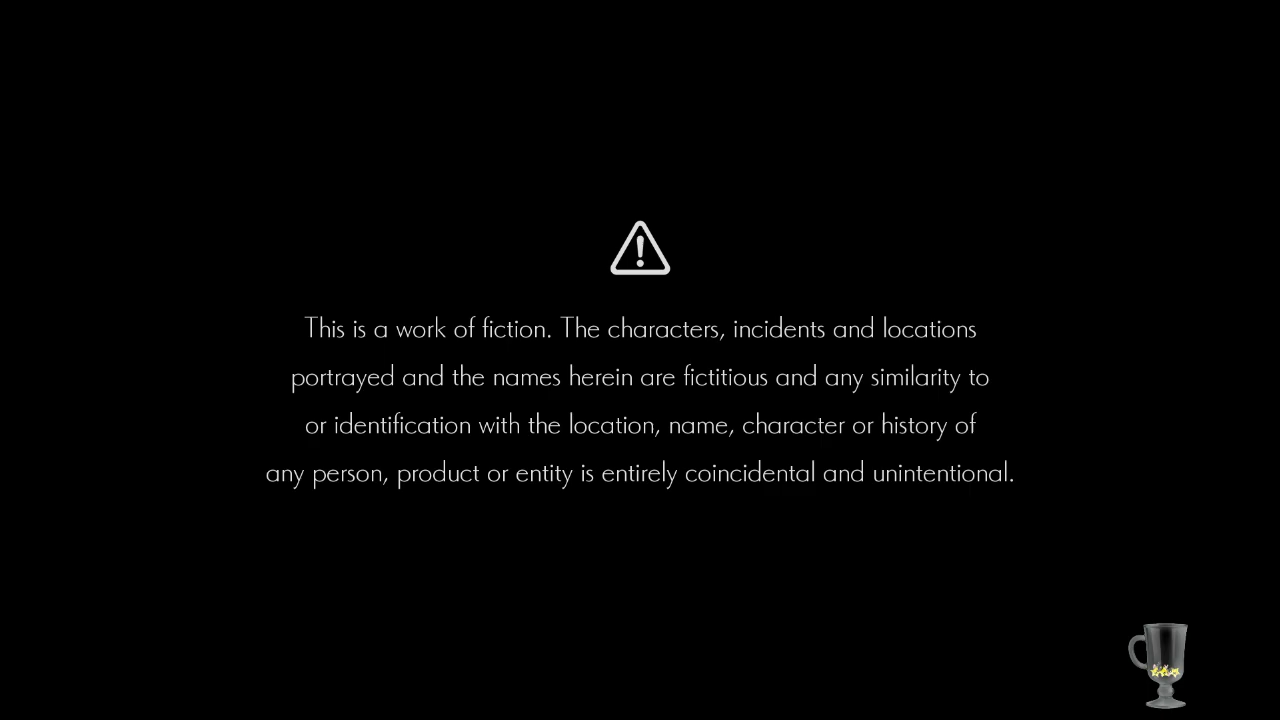 This is a work of fiction. The characters, incidents and locations
portrayed and the names herein are fictitious and any similarity to
or identification with the location, name, character or history of
any person, product or entity is entirely coincidental and unintentional.